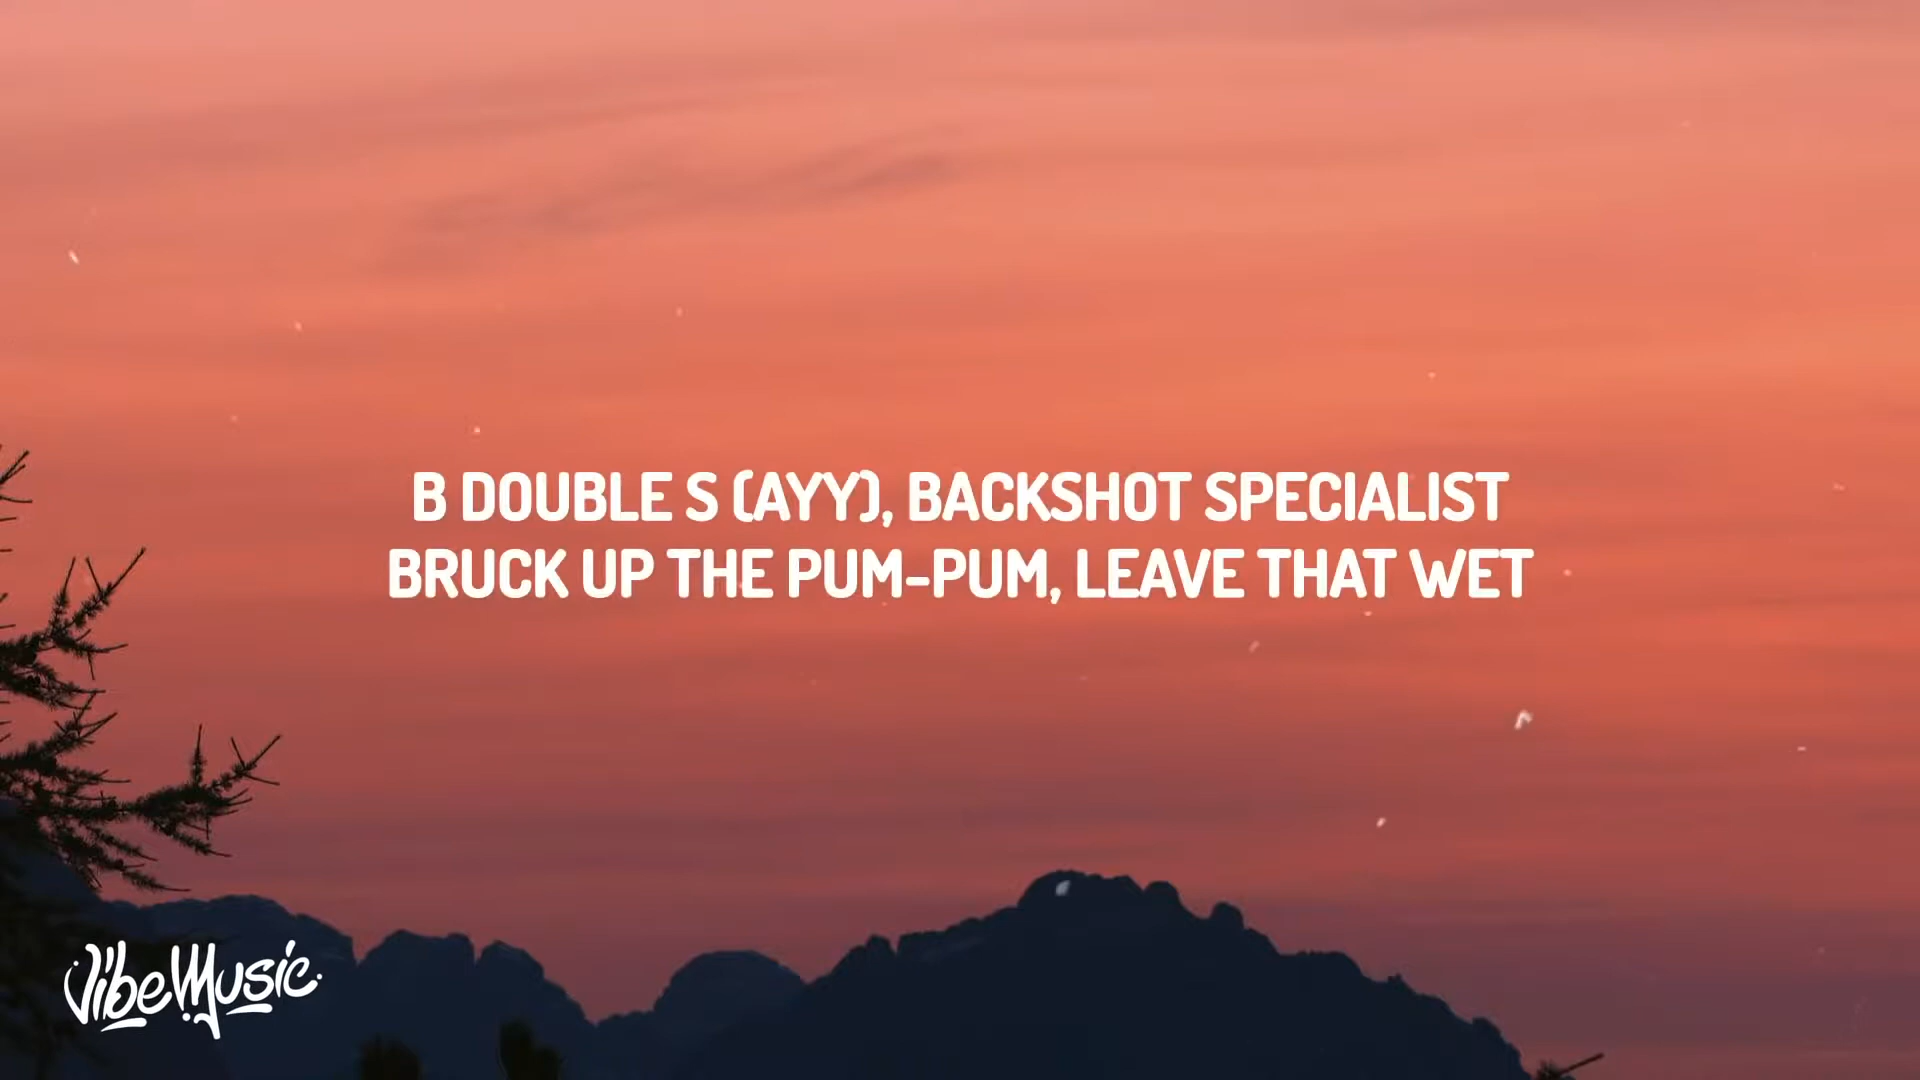 B DOUBLE S (AYY), BACKSHOT SPECIALIST
BRUCK UP THE PUM-PUM, LEAVE THAT WET
VibeMusic